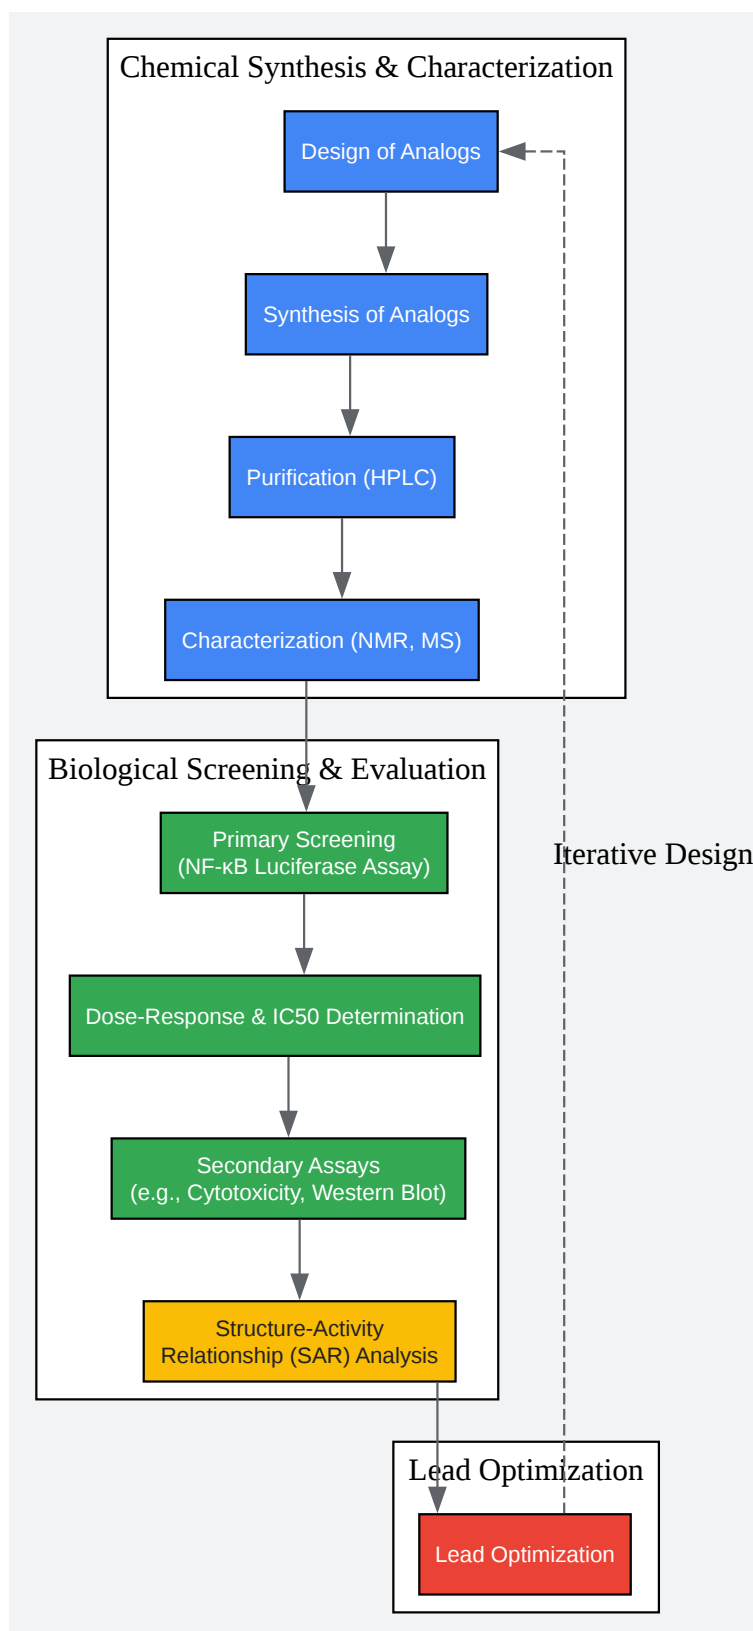 Chemical Synthesis & Characterization
Design of Analogs
Synthesis of Analogs
Purification (HPLC)
Characterization (NMR, MS)
Biological Screening & Evaluation
Primary Screening
(NF-κB Luciferase Assay)
Iterative Design
Dose-Response & IC50 Determination
Secondary Assays
(e.g., Cytotoxicity, Western Blot)
Structure-Activity
Relationship (SAR) Analysis
Lead Optimization
Lead Optimization